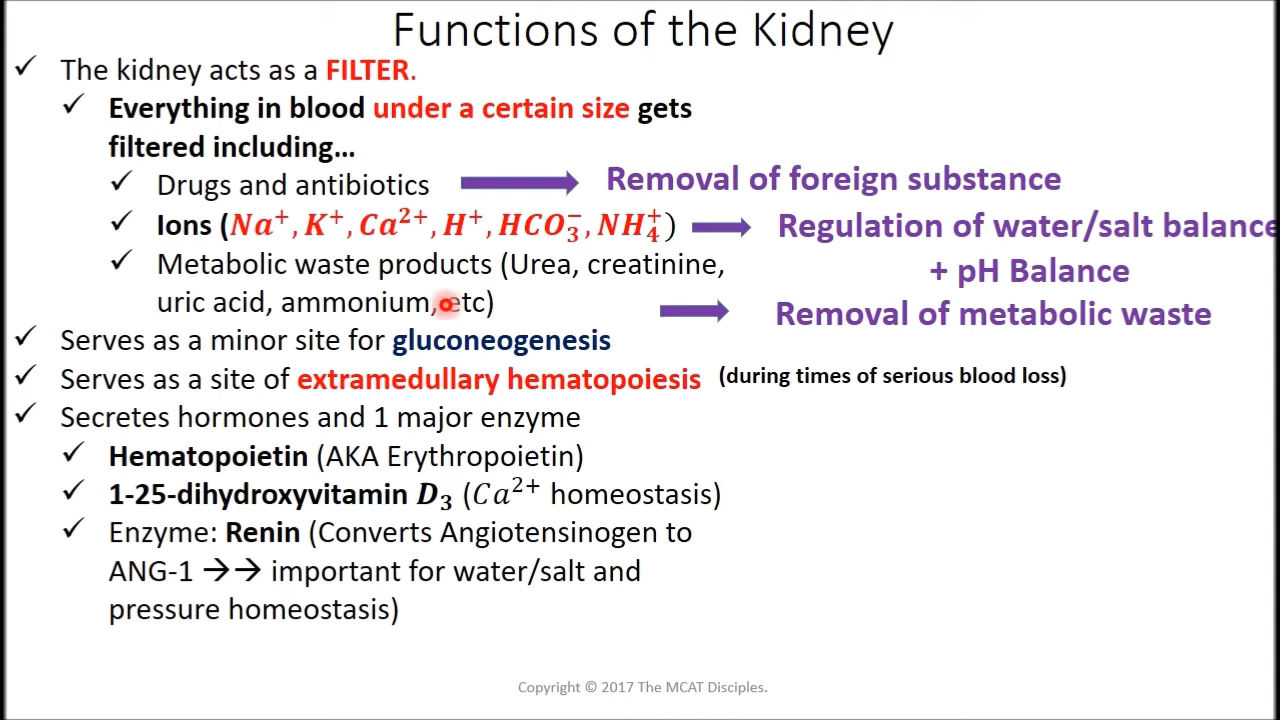 Functions of the Kidney
✓ The kidney acts as a FILTER.
✓ Everything in blood under a certain size gets
filtered including...
✓ Drugs and antibiotics
Removal of foreign substance
✓ Ions (Na⁺, K⁺, Ca²⁺, H⁺, HCO₃⁻, NH₄⁺)
Regulation of water/salt balance
+ pH Balance
✓ Metabolic waste products (Urea, creatinine,
uric acid, ammonium, etc)
Removal of metabolic waste
✓ Serves as a minor site for gluconeogenesis
✓ Serves as a site of extramedullary hematopoiesis (during times of serious blood loss)
✓ Secretes hormones and 1 major enzyme
✓ Hematopoietin (AKA Erythropoietin)
✓ 1-25-dihydroxyvitamin D₃ (Ca²⁺ homeostasis)
✓ Enzyme: Renin (Converts Angiotensinogen to
ANG-1 →→ important for water/salt and
pressure homeostasis)
Copyright © 2017 The MCAT Disciples.